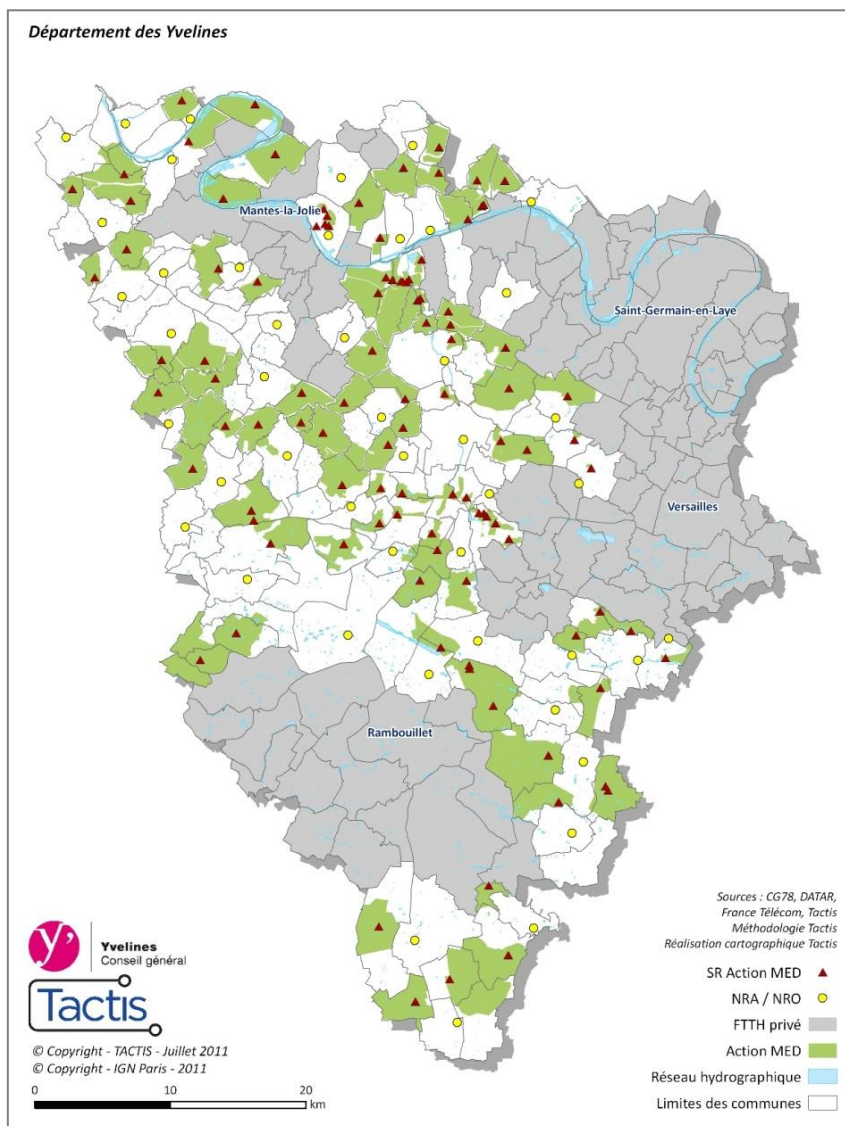 Département des Yvelines
Mantes-la-Jolie
Saint-Germain-en-Laye
Versailles
Rambouillet
Sources : CG78, DATAR,
France Télécom, Tactis
Méthodologie Tactis
Réalisation cartographique Tactis
y'
Yvelines
Conseil général
Tactis
© Copyright - TACTIS - Juillet 2011
© Copyright - IGN Paris - 2011
0 10 20
km
SR Action MED
NRA / NRO
FTTH privé
Action MED
Réseau hydrographique
Limites des communes